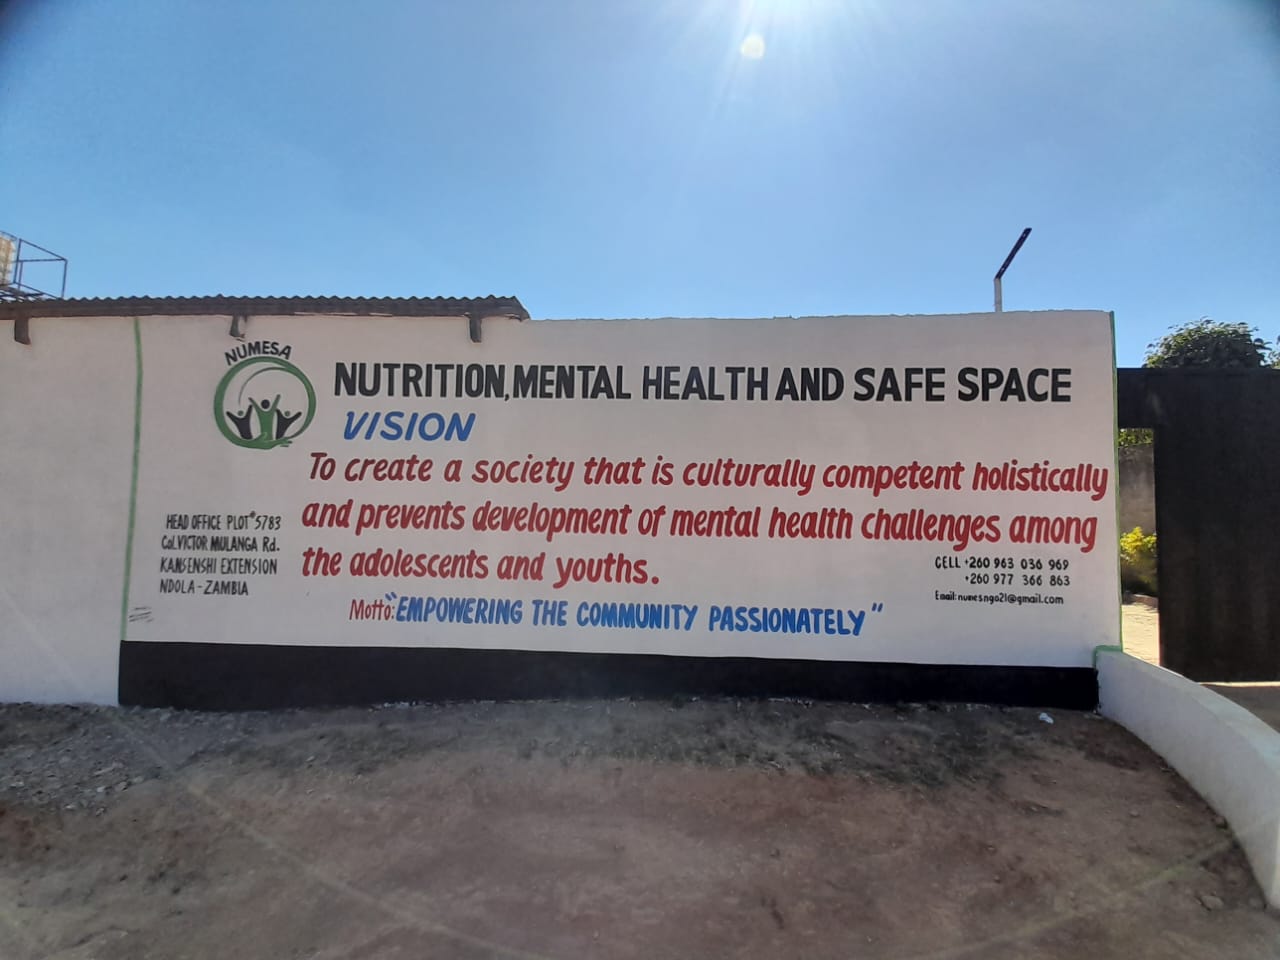 NUMESA
NUTRITION, MENTAL HEALTH AND SAFE SPACE
VISION
To create a society that is culturally competent holistically
and prevents development of mental health challenges among
the adolescents and youths.
Motto: "EMPOWERING THE COMMUNITY PASSIONATELY"
HEAD OFFICE PLOT #5783
Col. VICTOR MULANGA Rd.
KANSENSHI EXTENSION
NDOLA - ZAMBIA
CELL +260 963 036 969
+260 977 366 863
Email: numesngo21@gmail.com